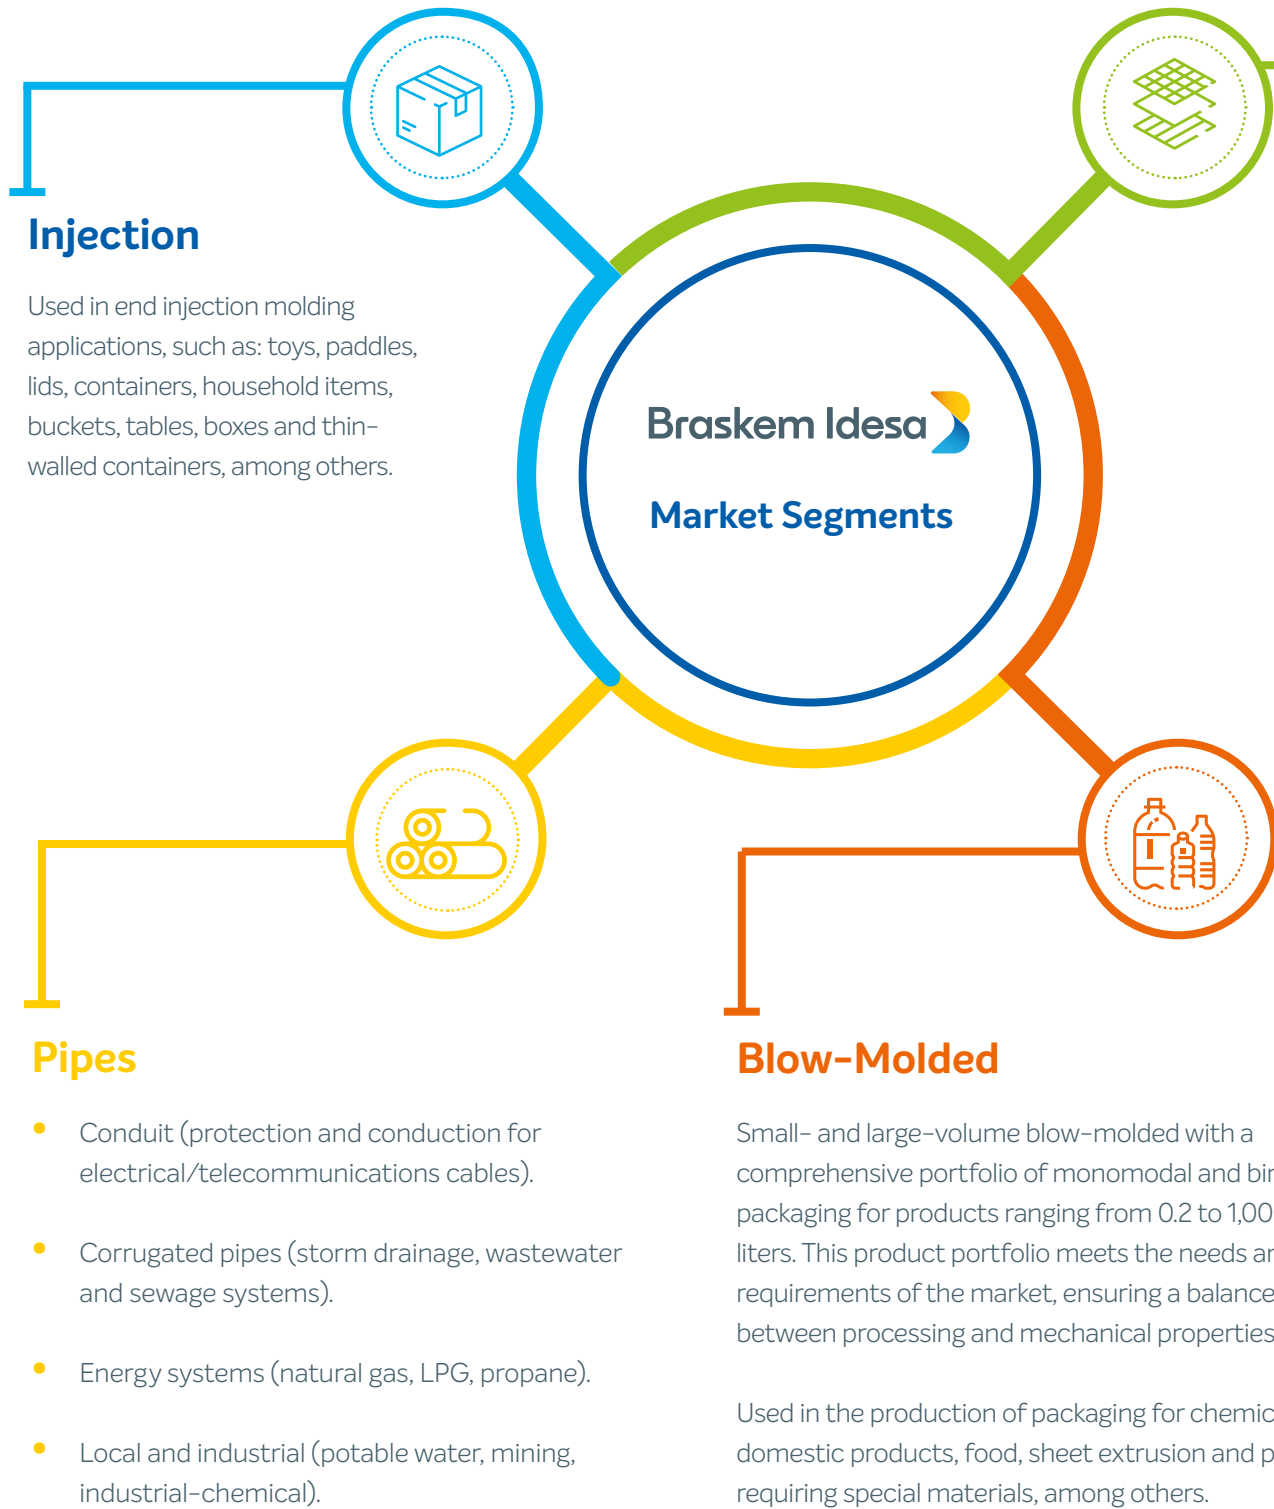 Injection
Used in end injection molding
applications, such as: toys, paddles,
lids, containers, household items,
buckets, tables, boxes and thin-
walled containers, among others.
Braskem Idesa
Market Segments
Pipes
• Conduit (protection and conduction for
electrical/telecommunications cables).
• Corrugated pipes (storm drainage, wastewater
and sewage systems).
• Energy systems (natural gas, LPG, propane).
• Local and industrial (potable water, mining,
industrial-chemical).
Blow-Molded
Small- and large-volume blow-molded with a
comprehensive portfolio of monomodal and
packaging for products ranging from 0.2 to
liters. This product portfolio meets the needs
requirements of the market, ensuring a balance
between processing and mechanical properties
Used in the production of packaging for
domestic products, food, sheet extrusion and
requiring special materials, among others.